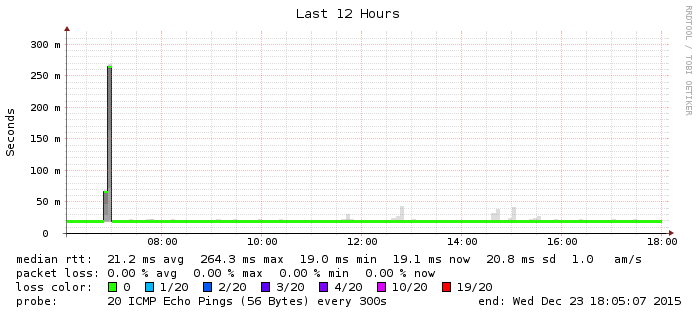 Last 12 Hours
RRDTOOL / TOBI OETIKER
Seconds
300 m
250 m
200 m
150 m
100 m
50 m
0
08:00 10:00 12:00 14:00 16:00 18:00
median rtt: 21.2 ms avg 264.3 ms max 19.0 ms min 19.1 ms now 20.8 ms sd 1.0 am/s
packet loss: 0.00 % avg 0.00 % max 0.00 % min 0.00 % now
loss color: 0 1/20 2/20 3/20 4/20 10/20 19/20
probe: 20 ICMP Echo Pings (56 Bytes) every 300s end: Wed Dec 23 18:05:07 2015